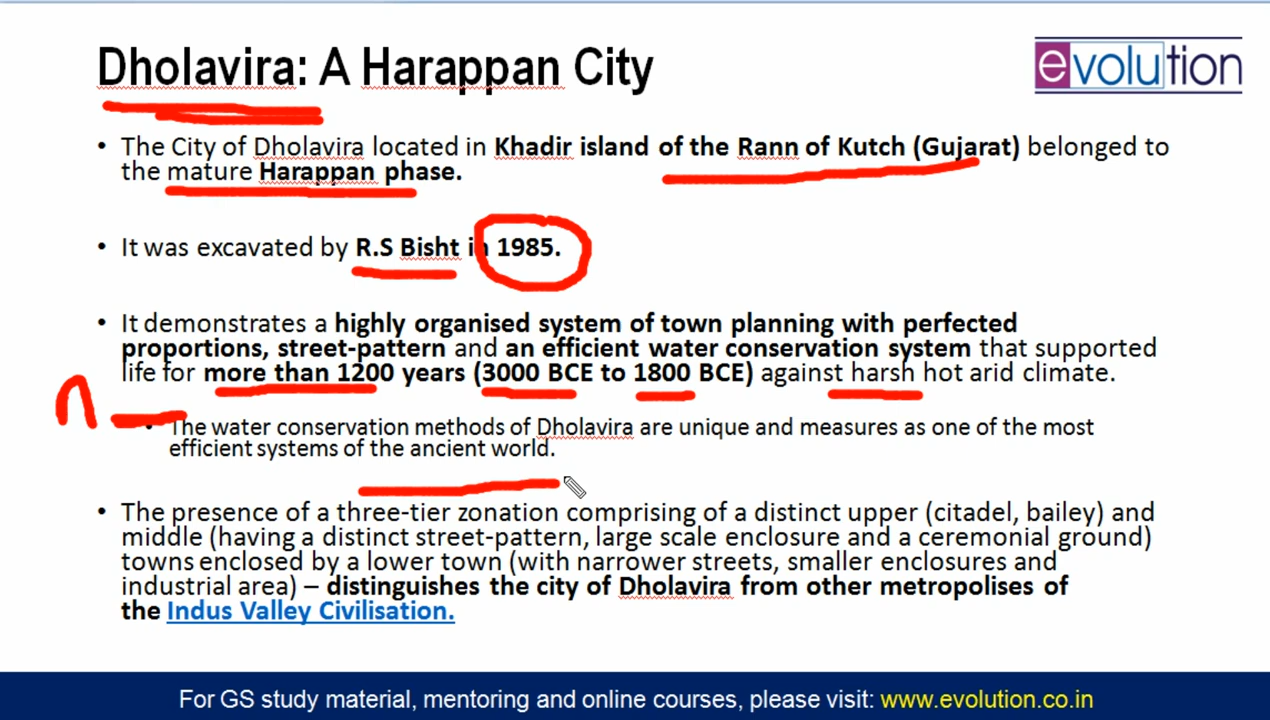 Dholavira: A Harappan City
evolution
• The City of Dholavira located in Khadir island of the Rann of Kutch (Gujarat) belonged to
the mature Harappan phase.
• It was excavated by R.S Bisht in 1985.
• It demonstrates a highly organised system of town planning with perfected
proportions, street-pattern and an efficient water conservation system that supported
life for more than 1200 years (3000 BCE to 1800 BCE) against harsh hot arid climate.
• The water conservation methods of Dholavira are unique and measures as one of the most
efficient systems of the ancient world.
• The presence of a three-tier zonation comprising of a distinct upper (citadel, bailey) and
middle (having a distinct street-pattern, large scale enclosure and a ceremonial ground)
towns enclosed by a lower town (with narrower streets, smaller enclosures and
industrial area) – distinguishes the city of Dholavira from other metropolises of
the Indus Valley Civilisation.
For GS study material, mentoring and online courses, please visit: www.evolution.co.in